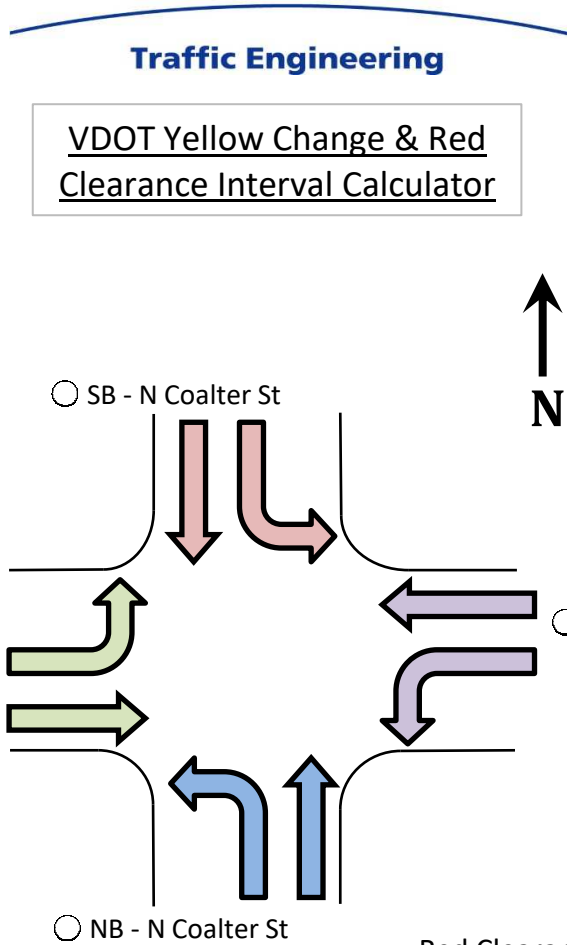 Traffic Engineering
VDOT Yellow Change & Red
Clearance Interval Calculator
N
SB - N Coalter St
NB - N Coalter St